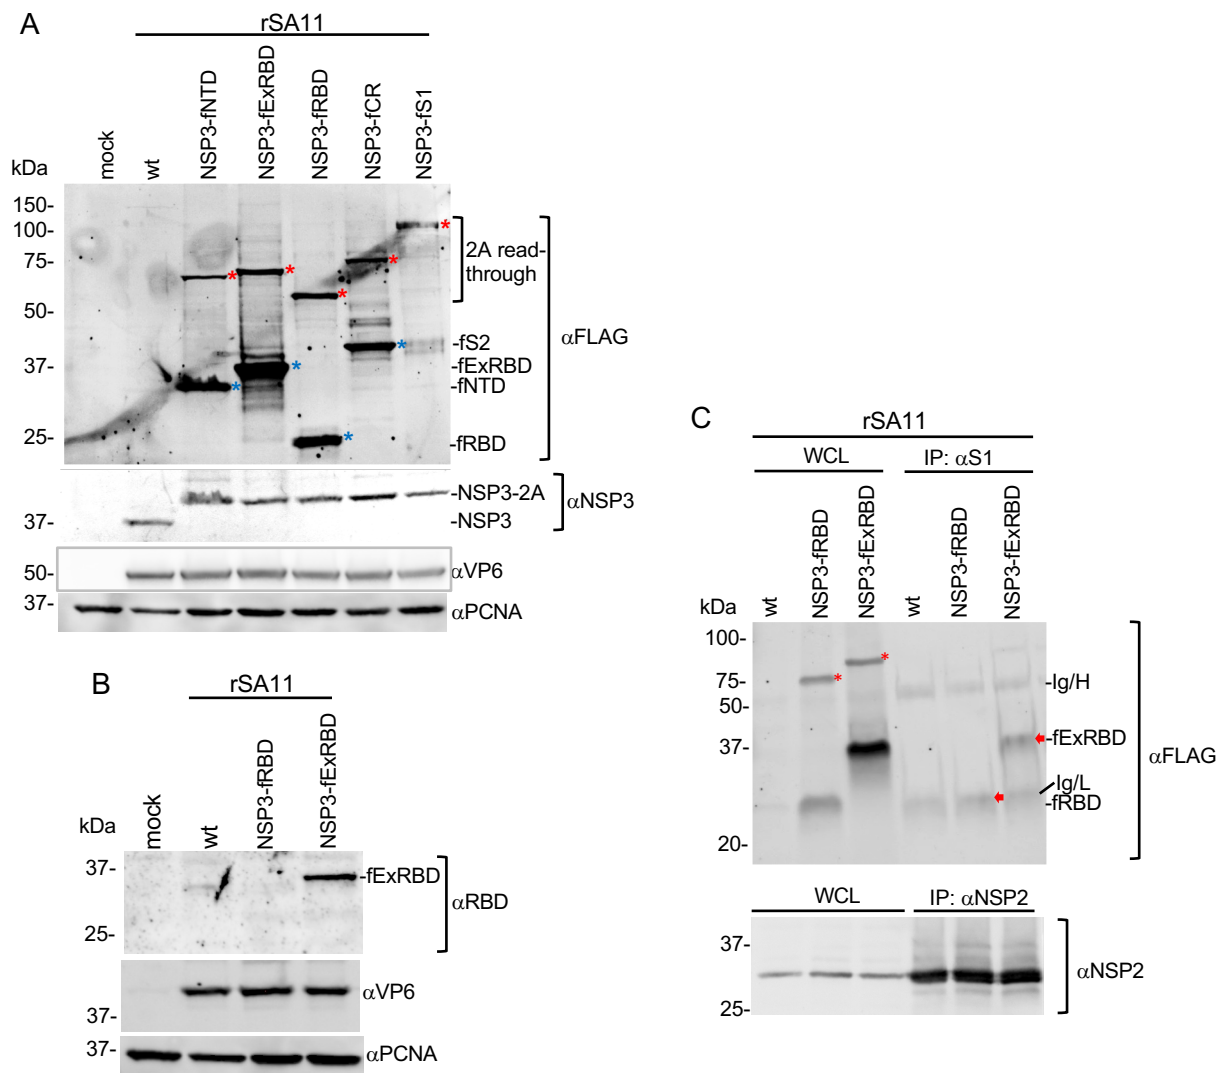 A
rSA11
mock
wt
NSP3-fNTD
NSP3-fExRBD
NSP3-fRBD
NSP3-fCR
NSP3-fS1
kDa
150-
100-
75-
50-
37-
25-
*
*
*
*
*
*
*
*
*
2A read-
through
-fS2
-fExRBD
-fNTD
-fRBD
αFLAG
37-
-NSP3-2A
-NSP3
αNSP3
50-
αVP6
37-
αPCNA
B
rSA11
mock
wt
NSP3-fRBD
NSP3-fExRBD
kDa
37-
25-
-fExRBD
αRBD
37-
αVP6
37-
αPCNA
C
rSA11
WCL
IP: αS1
wt
NSP3-fRBD
NSP3-fExRBD
wt
NSP3-fRBD
NSP3-fExRBD
kDa
100-
75-
50-
37-
20-
*
*
-Ig/H
-fExRBD
Ig/L
-fRBD
αFLAG
WCL
IP: αNSP2
37-
25-
αNSP2